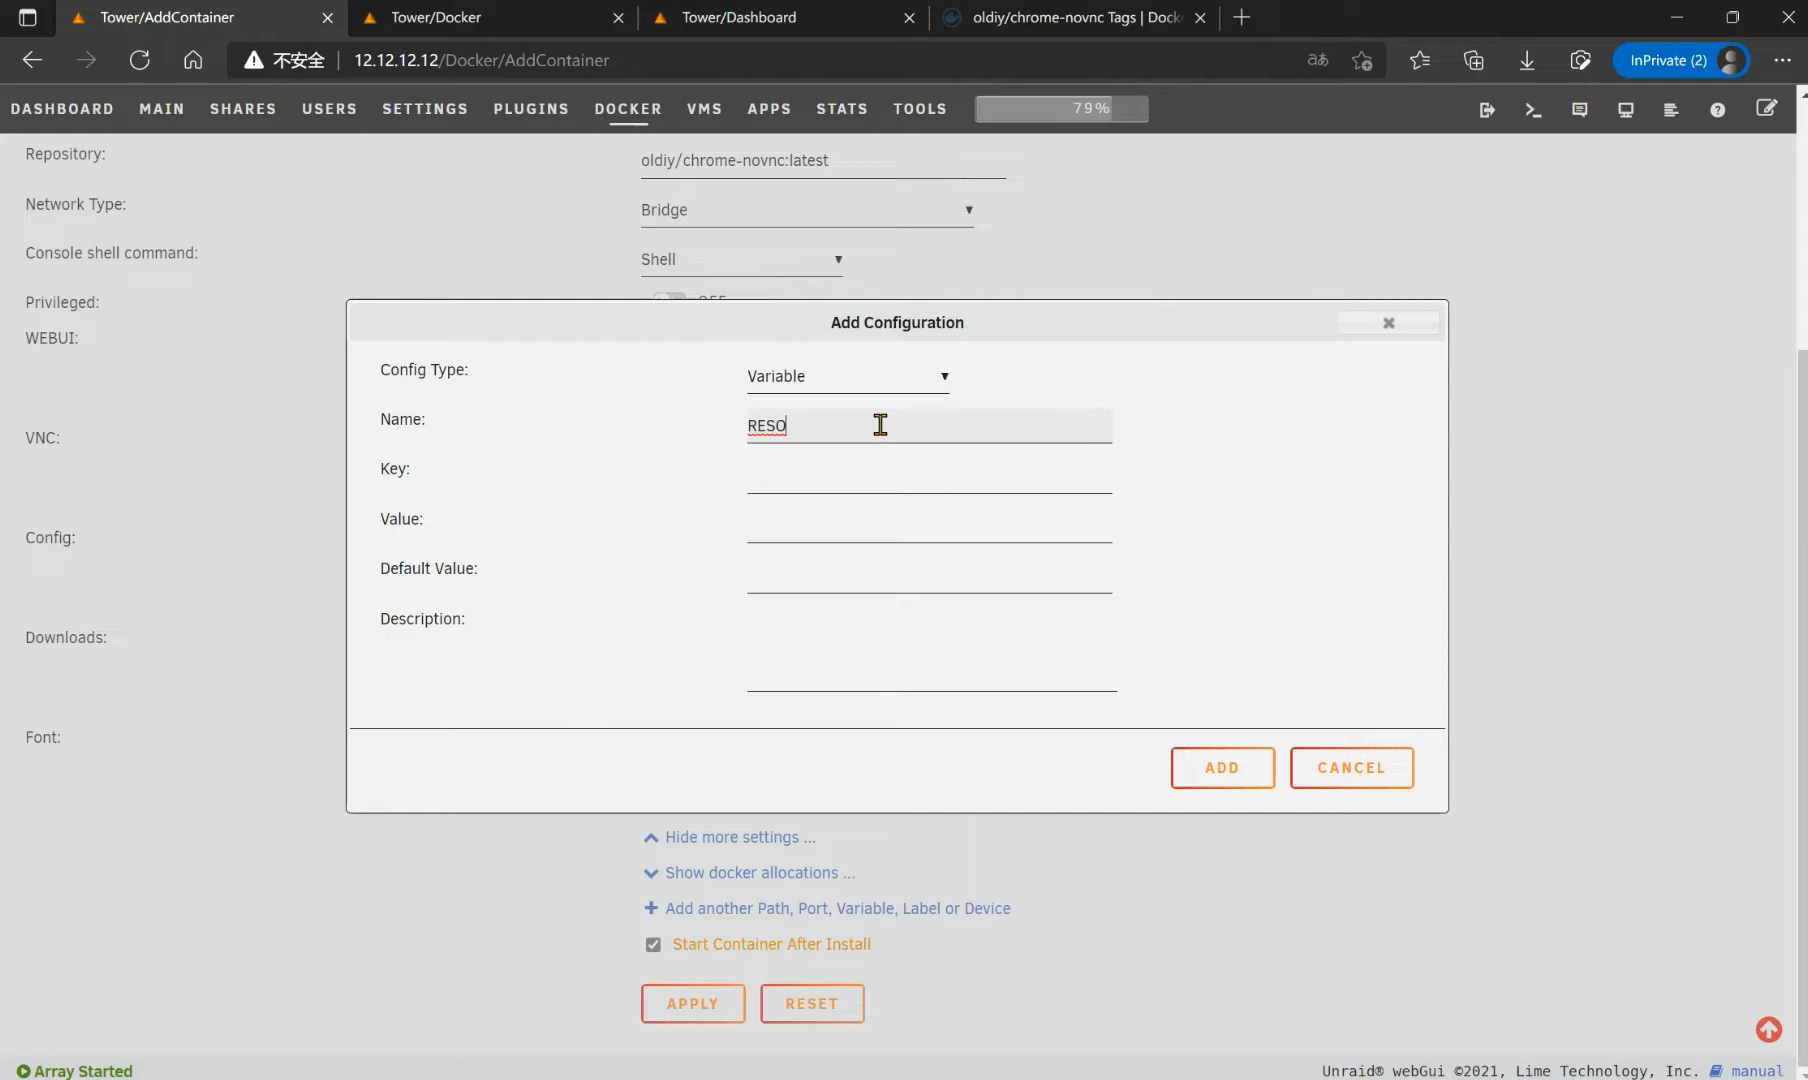 Tower/AddContainer
Tower/Docker
Tower/Dashboard
oldiy/chrome-novnc Tags | Dock
不安全 | 12.12.12.12/Docker/AddContainer
InPrivate (2)
DASHBOARD MAIN SHARES USERS SETTINGS PLUGINS DOCKER VMS APPS STATS TOOLS 79%
Repository:
oldiy/chrome-novnc:latest
Network Type:
Bridge
Console shell command:
Shell
Privileged:
OFF
WEBUI:
VNC:
Config:
Downloads:
Font:
Add Configuration
Config Type:
Variable
Name:
RESO
Key:
Value:
Default Value:
Description:
ADD CANCEL
Hide more settings ...
Show docker allocations ...
Add another Path, Port, Variable, Label or Device
Start Container After Install
APPLY RESET
Array Started
Unraid® webGui ©2021, Lime Technology, Inc. manual